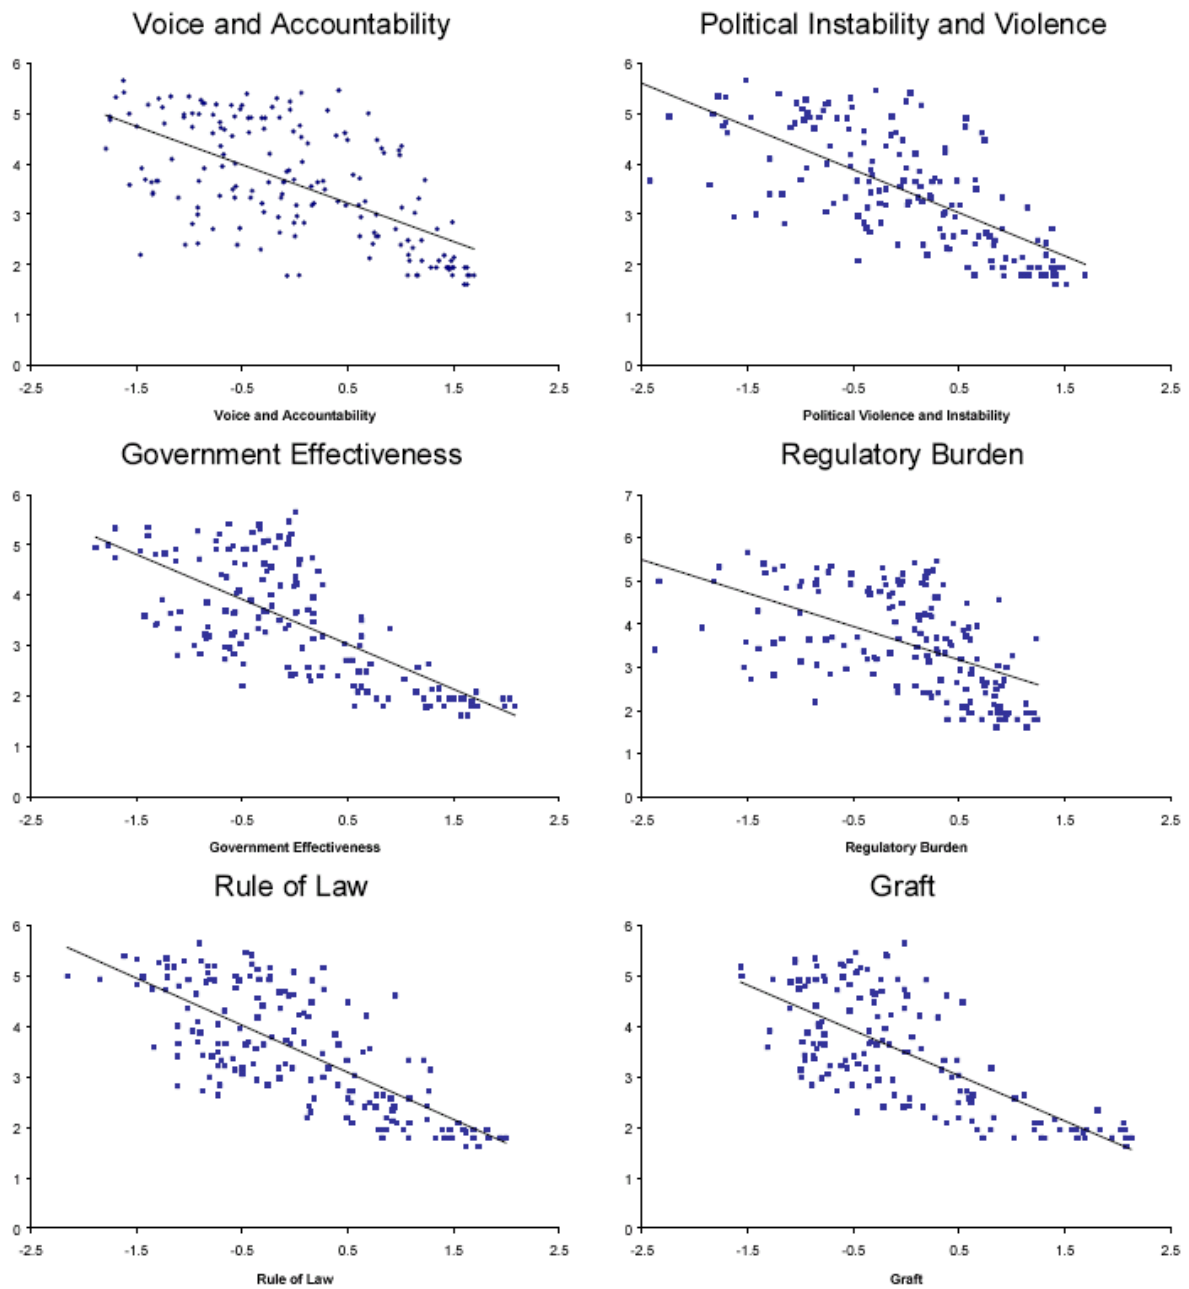 Voice and Accountability
Political Instability and Violence
6
5
4
3
2
1
0
-2.5 -1.5 -0.5 0.5 1.5 2.5
Voice and Accountability
6
5
4
3
2
1
0
-2.5 -1.5 -0.5 0.5 1.5 2.5
Political Violence and Instability
Government Effectiveness
Regulatory Burden
6
5
4
3
2
1
0
-2.5 -1.5 -0.5 0.5 1.5 2.5
Government Effectiveness
7
6
5
4
3
2
1
0
-2.5 -1.5 -0.5 0.5 1.5 2.5
Regulatory Burden
Rule of Law
Graft
6
5
4
3
2
1
0
-2.5 -1.5 -0.5 0.5 1.5 2.5
Rule of Law
6
5
4
3
2
1
0
-2.5 -1.5 -0.5 0.5 1.5 2.5
Graft